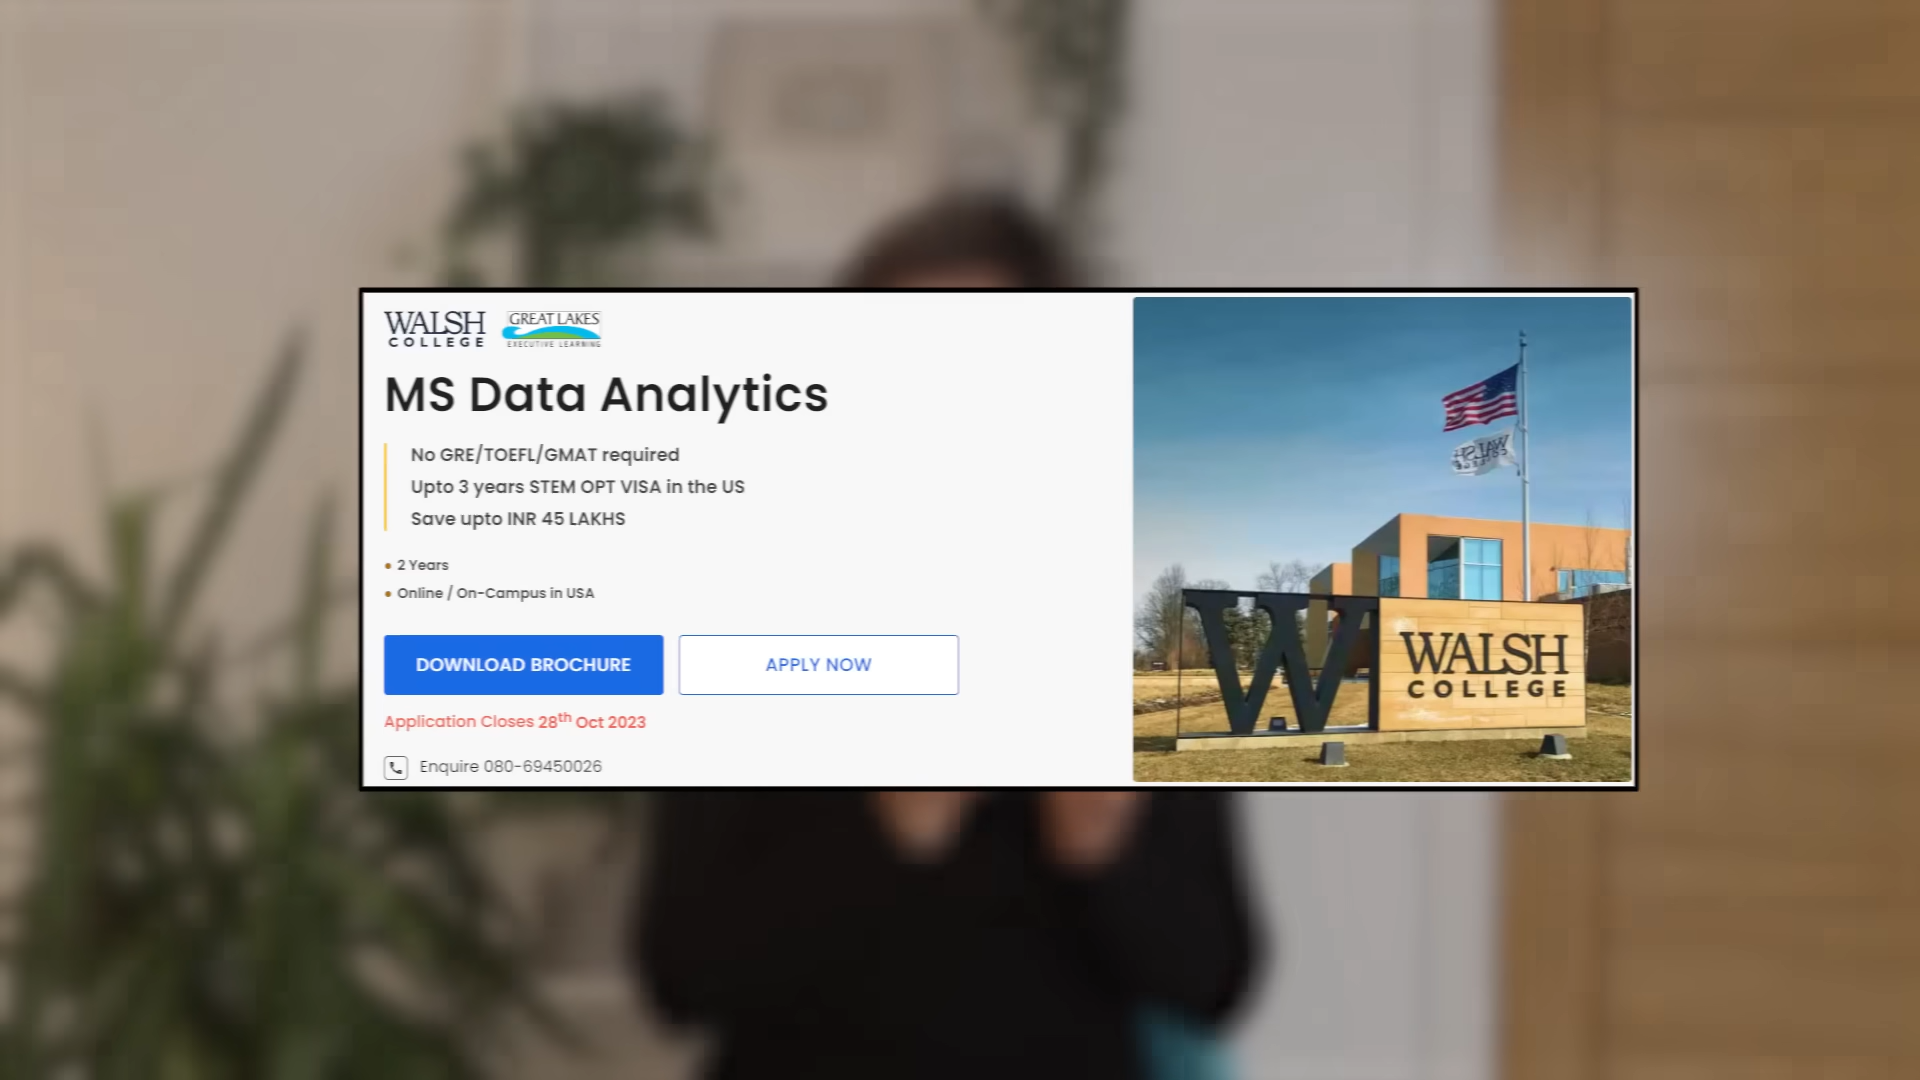 WALSH
COLLEGE
GREAT LAKES
EXECUTIVE LEARNING
MS Data Analytics
No GRE/TOEFL/GMAT required
Upto 3 years STEM OPT VISA in the US
Save upto INR 45 LAKHS
• 2 Years
• Online / On-Campus in USA
DOWNLOAD BROCHURE
APPLY NOW
Application Closes 28th Oct 2023
Enquire 080-69450026
WALSH
COLLEGE
W
WALSH
COLLEGE